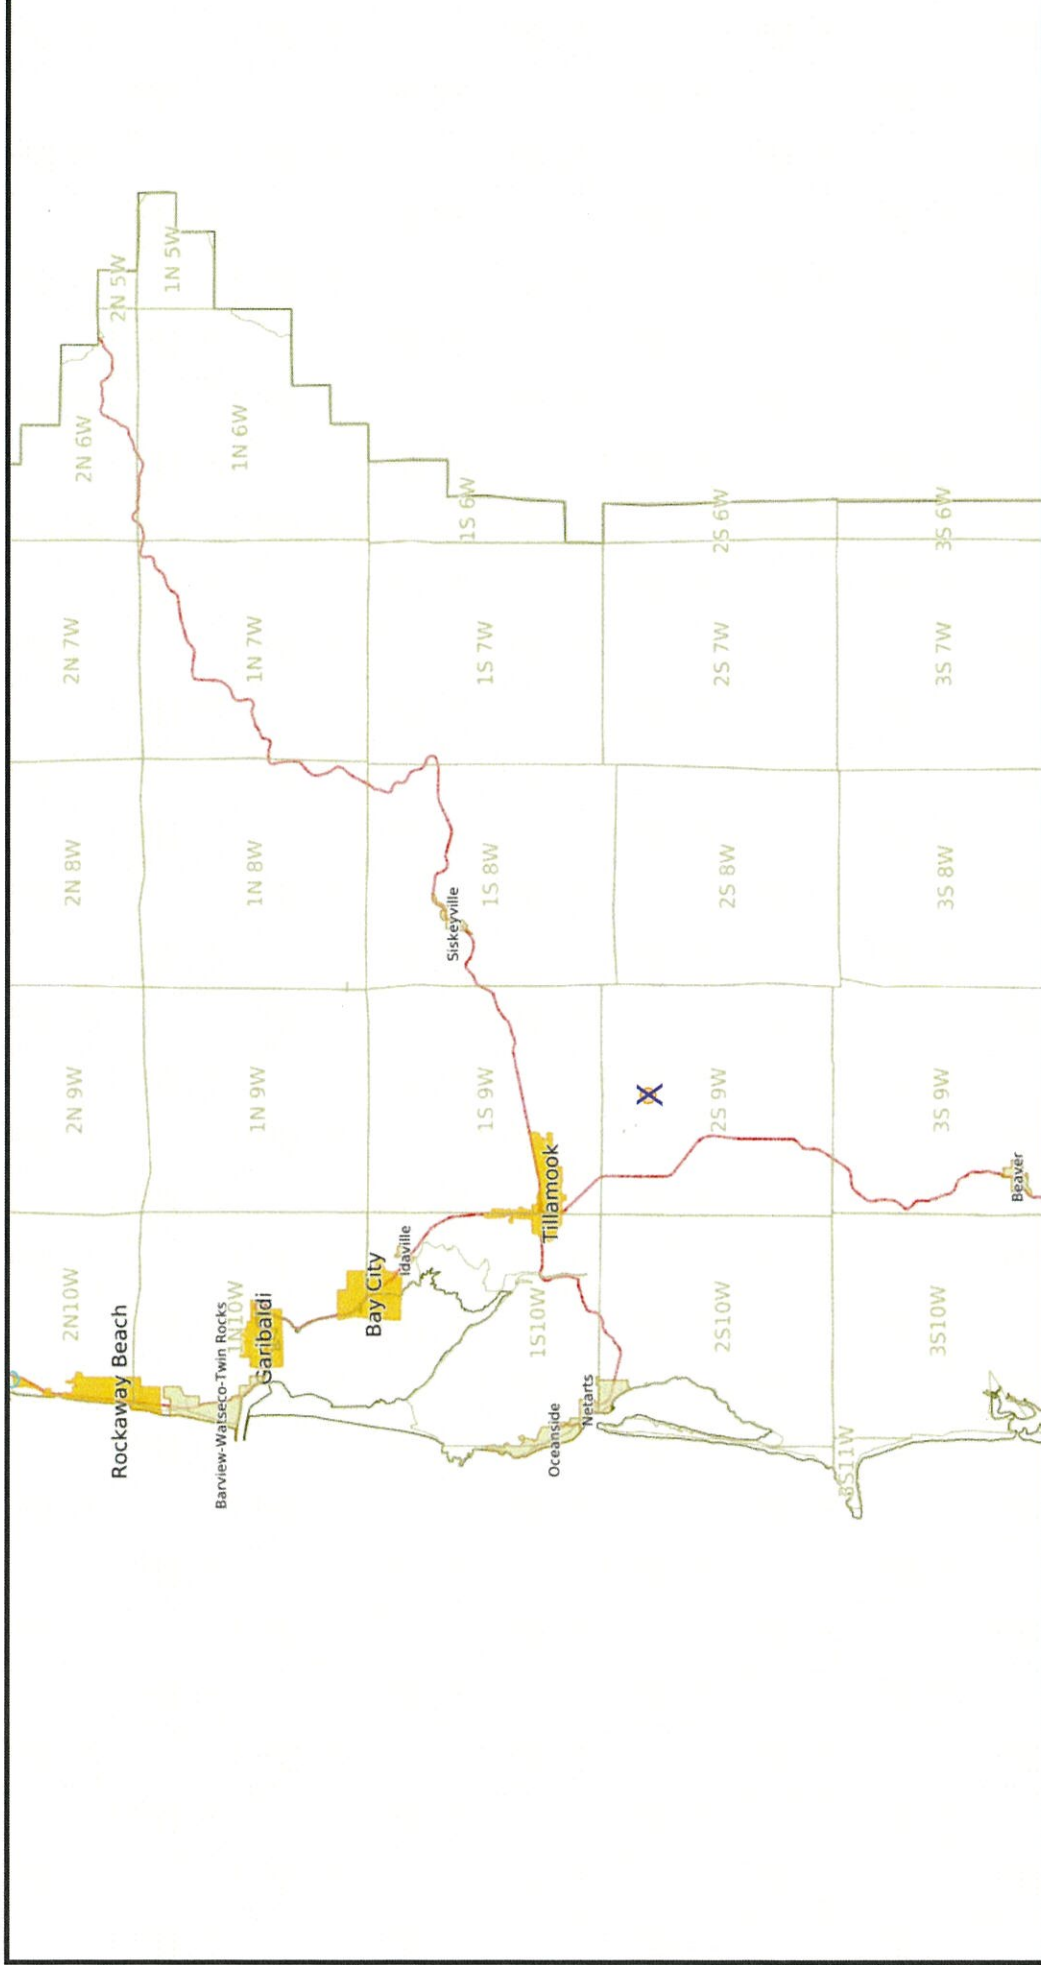 2N 5W
1N 5W
2N 6W
1N 6W
1S 6W
2S 6W
3S 6W
2N 7W
1N 7W
1S 7W
2S 7W
3S 7W
2N 8W
1N 8W
1S 8W
2S 8W
3S 8W
Siskeyville
2N 9W
1N 9W
1S 9W
2S 9W
3S 9W
X
Tillamook
Beaver
Idaville
Bay City
2N10W
1N10W
1S10W
2S10W
3S10W
Garibaldi
Rockaway Beach
Barview-Watseco-Twin Rocks
Netarts
Oceanside
3S11W